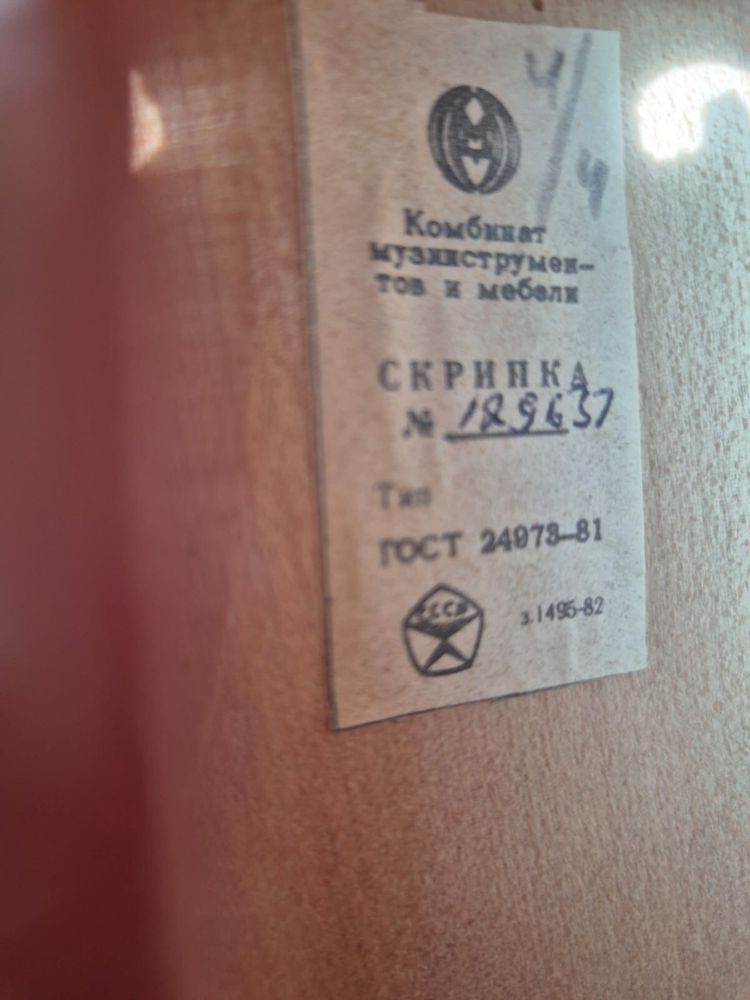 4/4
Комбинат
музинструмен-
тов и мебели
СКРИПКА
№ 189637
Тип
ГОСТ 24973-81
з.1495-82